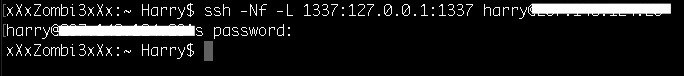 xXxZombi3xXx:~ Harry$ ssh -Nf -L 1337:127.0.0.1:1337 harry@
harry@ s password:
xXxZombi3xXx:~ Harry$